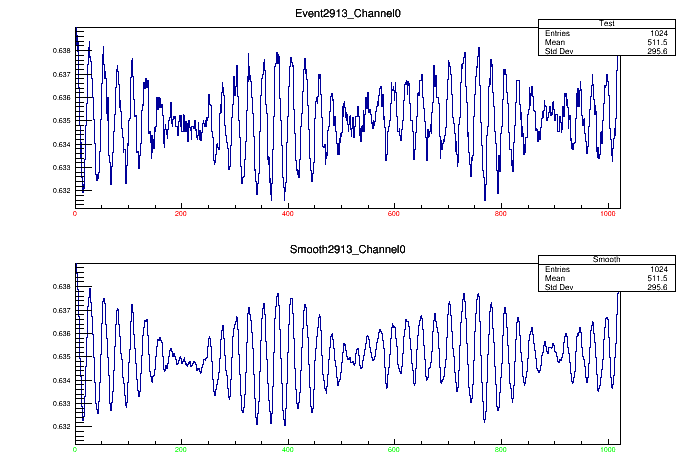 Event2913_Channel0
Test
Entries 1024
Mean 511.5
Std Dev 295.6
0.638
0.637
0.636
0.635
0.634
0.633
0.632
0 200 400 600 800 1000
Smooth2913_Channel0
Smooth
Entries 1024
Mean 511.5
Std Dev 295.6
0.638
0.637
0.636
0.635
0.634
0.633
0.632
0 200 400 600 800 1000